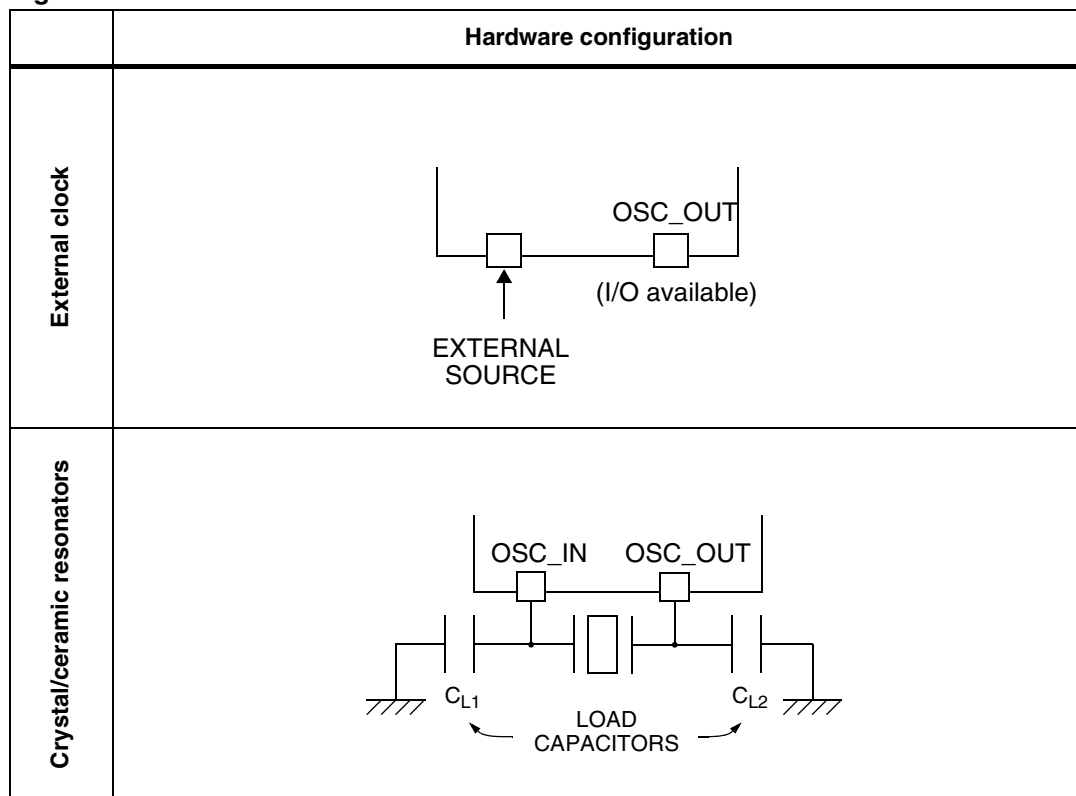 Hardware configuration
External clock
OSC_OUT
(I/O available)
EXTERNAL
SOURCE
Crystal/ceramic resonators
OSC_IN OSC_OUT
CL1 CL2
LOAD
CAPACITORS